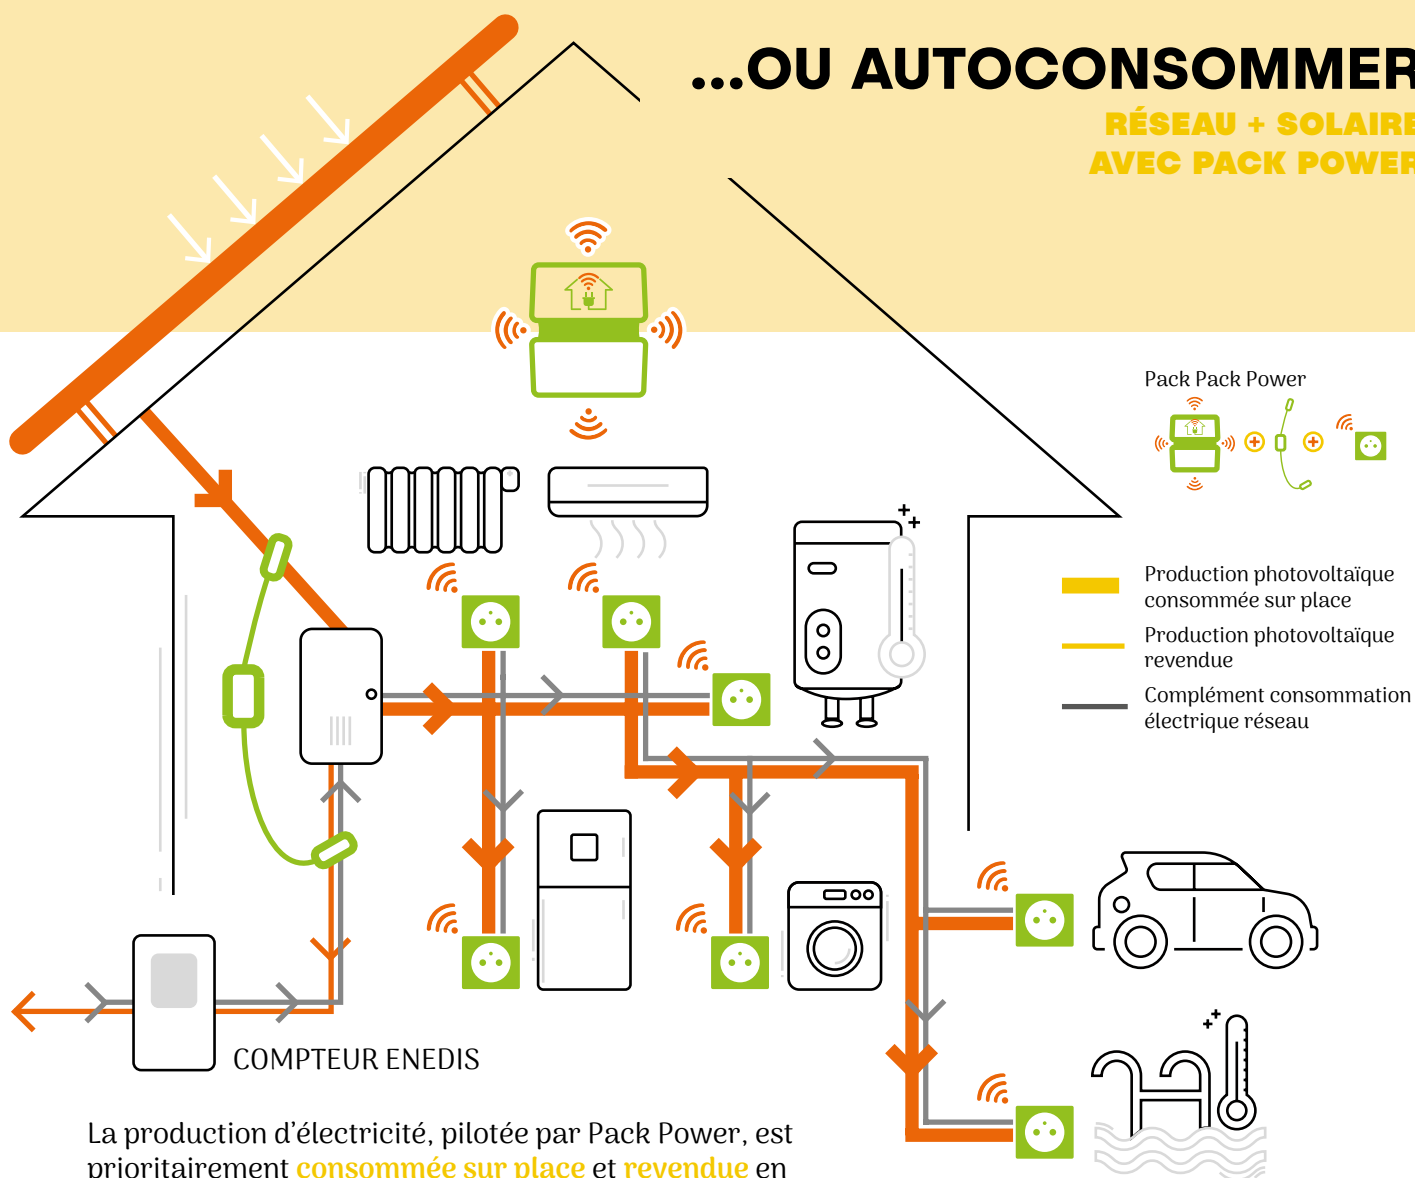 ...OU AUTOCONSOMMER
RÉSEAU + SOLAIRE
AVEC PACK POWER
Pack Pack Power
Production photovoltaïque
consommée sur place
Production photovoltaïque
revendue
Complément consommation
électrique réseau
COMPTEUR ENEDIS
La production d'électricité, pilotée par Pack Power, est
prioritairement consommée sur place et revendue en